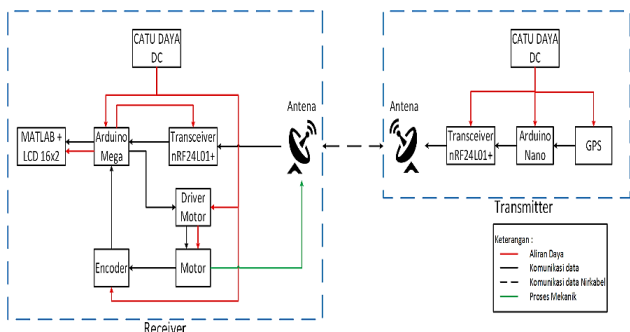 CATU DAYA
DC
MATLAB +
LCD 16x2
Arduino
Mega
Transceiver
nRF24L01+
Antena
Driver
Motor
Encoder
Motor
Receiver
CATU DAYA
DC
Antena
Transceiver
nRF24L01+
Arduino
Nano
GPS
Transmitter
Keterangan :
Aliran Daya
Komunikasi data
Komunikasi data Nirkabel
Proses Mekanik